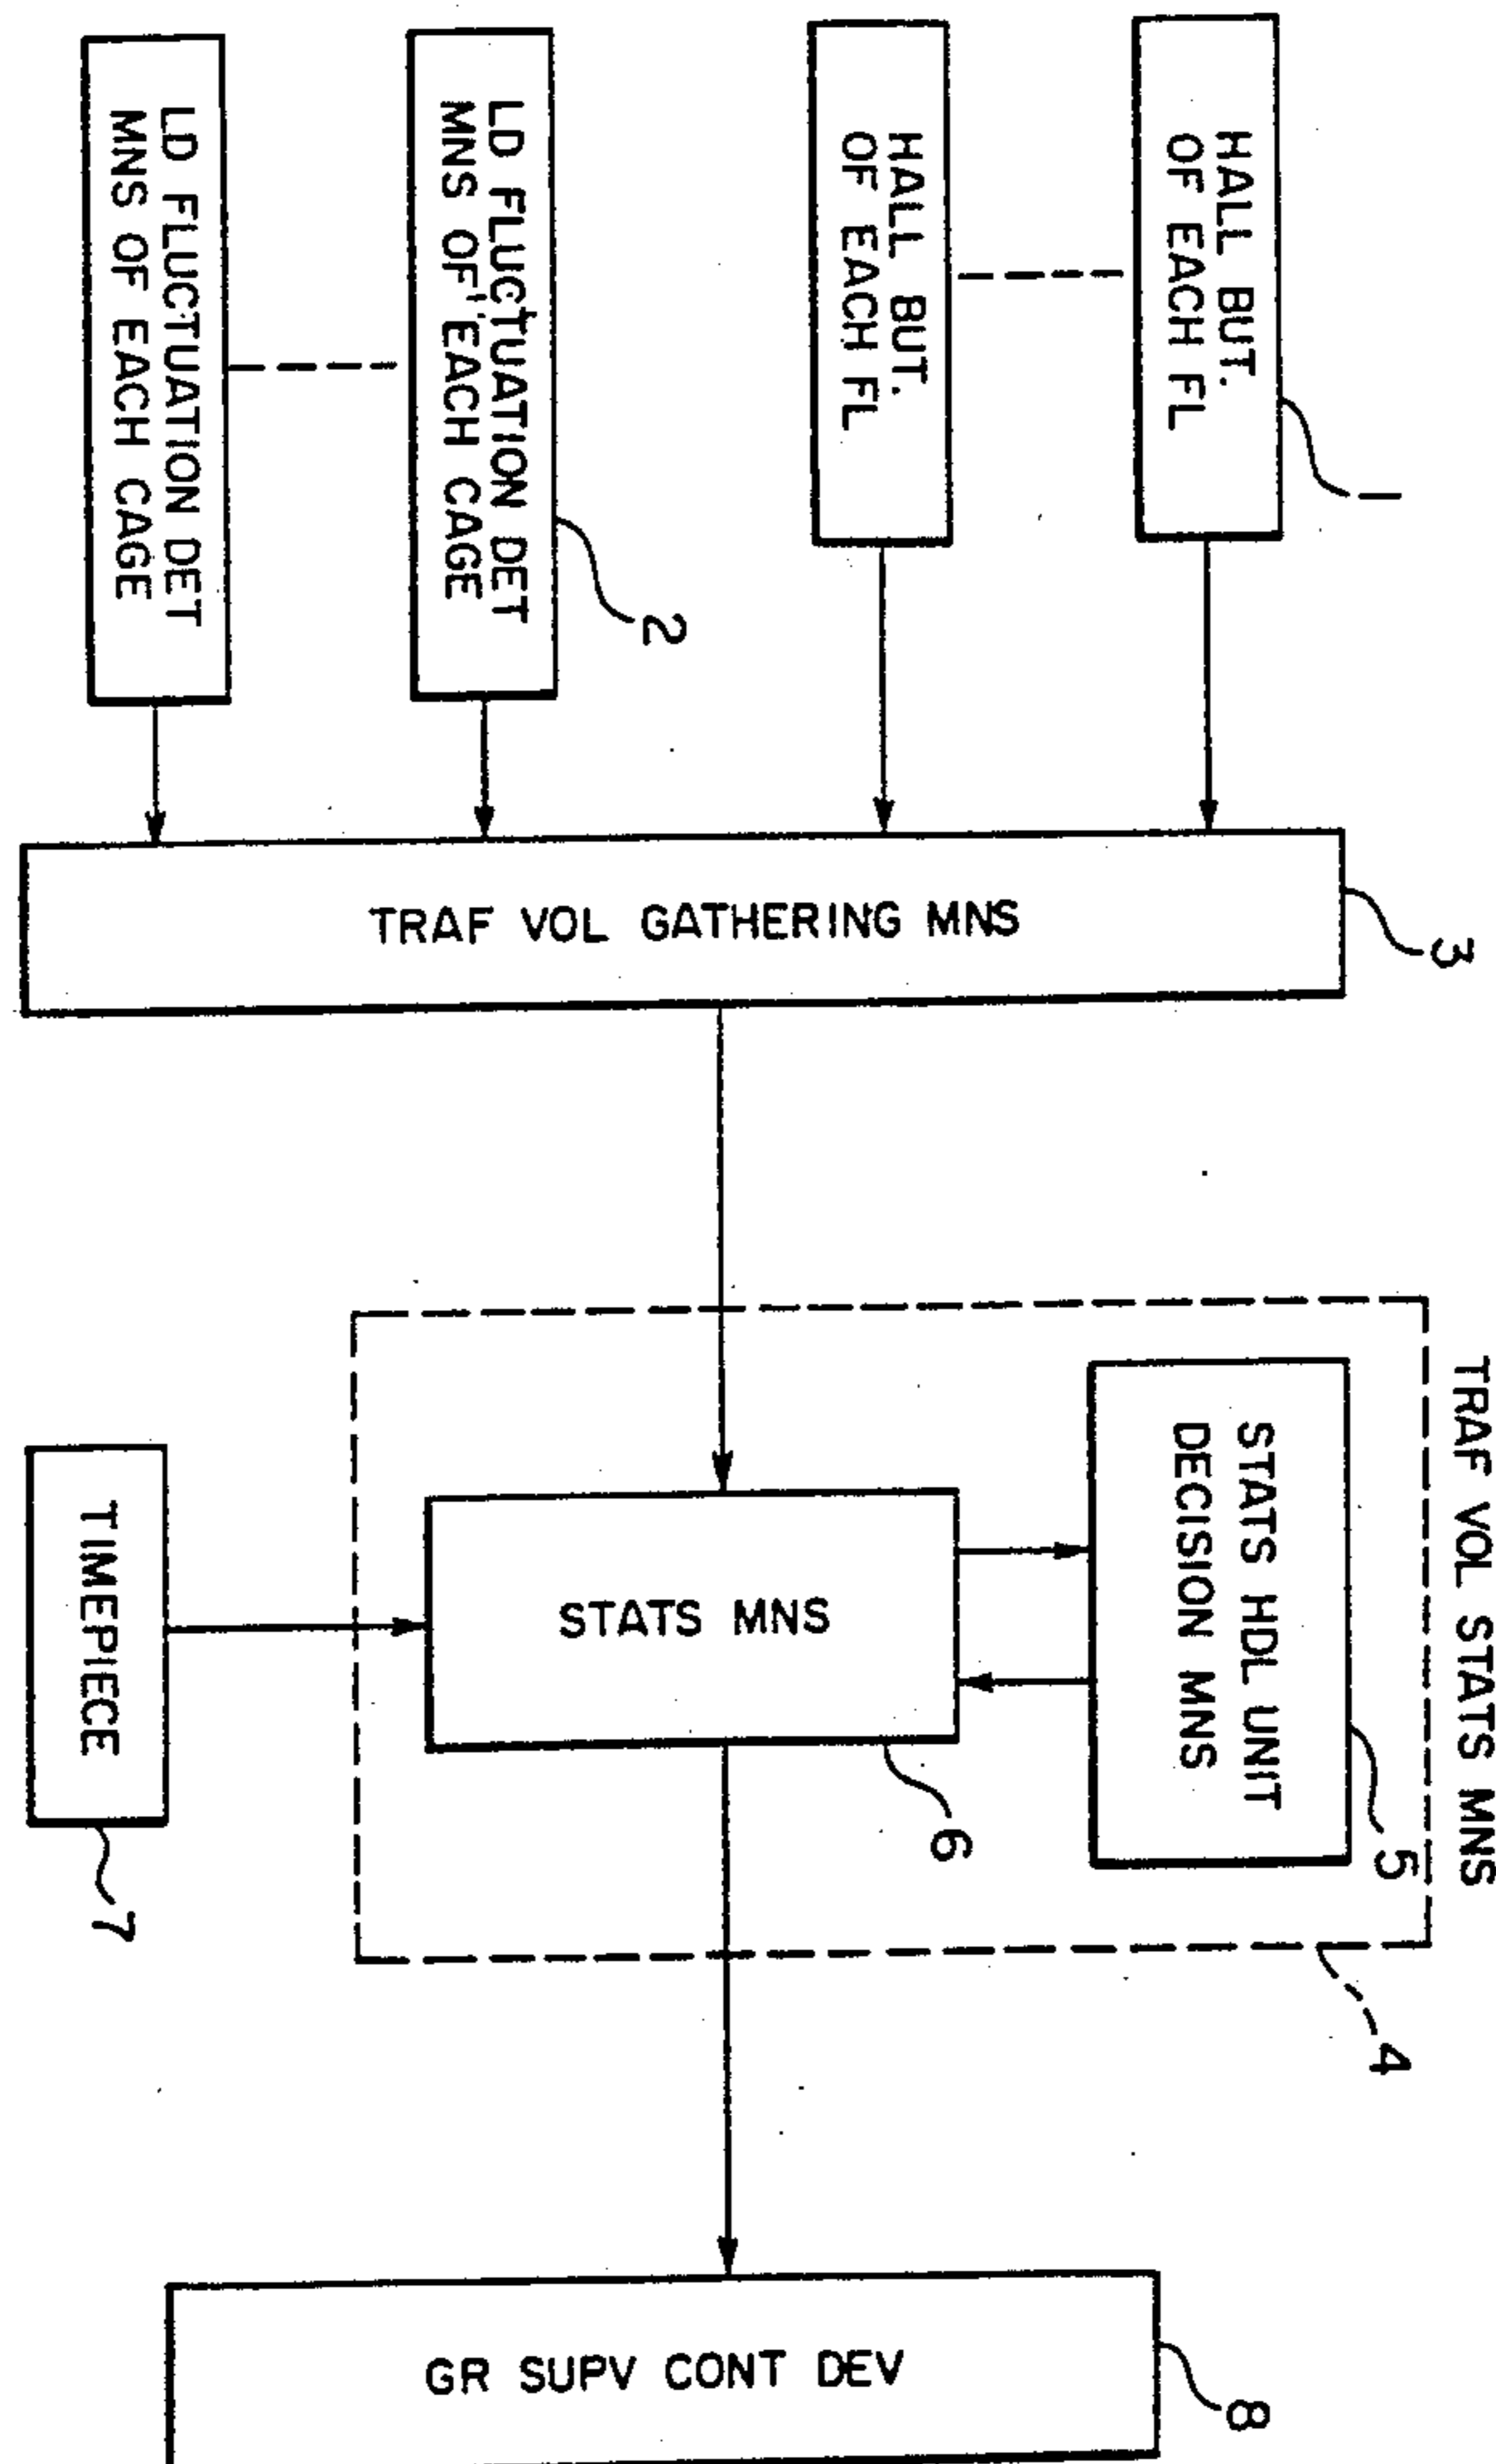 HALL BUT.
OF EACH FL
1
HALL BUT.
OF EACH FL
LD FLUCTUATION DET
MNS OF EACH CAGE
2
LD FLUCTUATION DET
MNS OF EACH CAGE
TRAF VOL GATHERING MNS
3
TRAF VOL STATS MNS
STATS HDL UNIT
DECISION MNS
5
STATS MNS
6
4
TIMEPIECE
7
GR SUPV CONT DEV
8